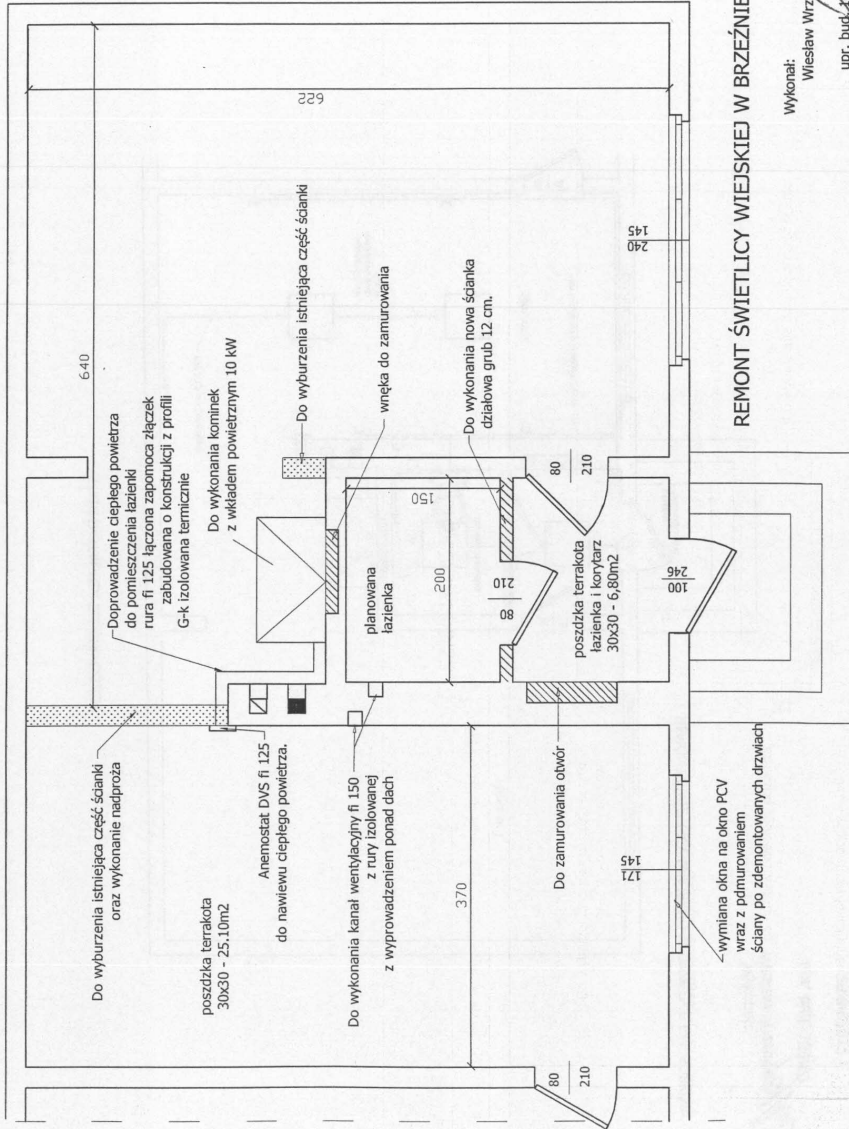 Do wyburzenia istniejąca część ścianki
oraz wykonanie nadproża
Doprowadzenie ciepłego powietrza
do pomieszczenia łazienki
rura fi 125 łączona zapomoca złączek
zabudowana o konstrukcji z profili
G-k izolowana termicznie
640
622
Do wykonania kominek
z wkładem powietrznym 10 kW
poszdzka terrakota
30x30 - 25.10m2
Anemostat DVS fi 125
do nawiewu ciepłego powietrza.
Do wyburzenia istniejąca część ścianki
wnęka do zamurowania
Do wykonania kanał wentylacyjny fi 150
z rury izolowanej
z wyprowadzeniem ponad dach
planowana
łazienka
150
200
Do wykonania nowa ścianka
działowa grub 12 cm.
370
80
210
80
210
80
210
Do zamurowania otwór
poszdzka terrakota
łazienka i korytarz
30x30 - 6,80m2
145
171
100
246
145
240
wymiana okna na okno PCV
wraz z pdmurowaniem
ściany po zdemontowanych drzwiach
REMONT ŚWIETLICY WIEJSKIEJ W BRZEŹNIE
Wykonał:
Wiesław
upr. bud.